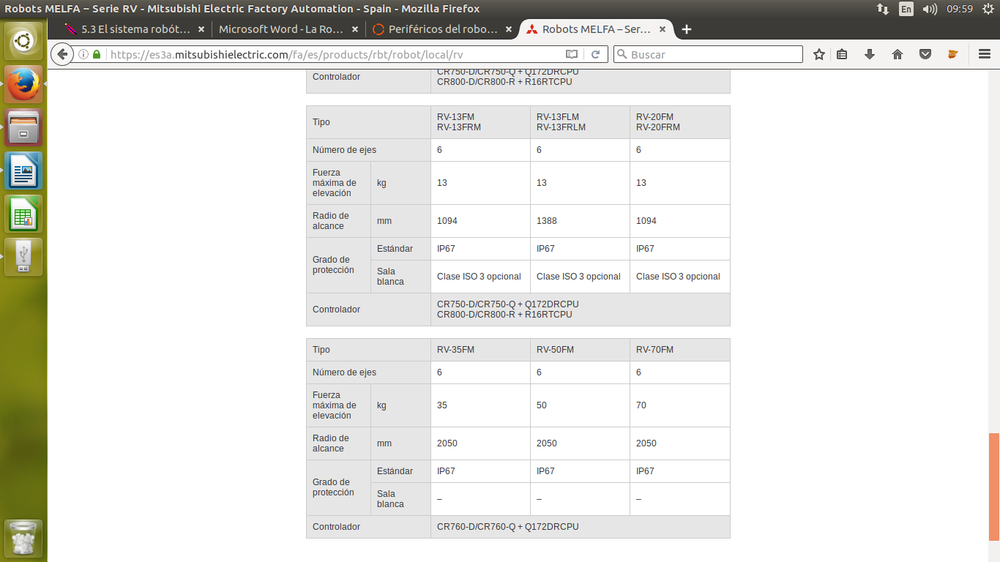 Robots MELFA – Serie RV - Mitsubishi Electric Factory Automation - Spain - Mozilla Firefox
En
09:59
5.3 El sistema robót...
Microsoft Word - La Ro...
Periféricos del robo...
Robots MELFA – Ser...
https://es3a.mitsubishielectric.com/fa/es/products/rbt/robot/local/rv
Buscar
Controlador
CR750-D/CR750-Q + Q172DRCPU
CR800-D/CR800-R + R16RTCPU
Tipo
RV-13FM
RV-13FRM
RV-13FLM
RV-13FRLM
RV-20FM
RV-20FRM
Número de ejes
6
6
6
Fuerza
máxima de
elevación
kg
13
13
13
Radio de
alcance
mm
1094
1388
1094
Grado de
protección
Estándar
IP67
IP67
IP67
Sala
blanca
Clase ISO 3 opcional
Clase ISO 3 opcional
Clase ISO 3 opcional
Controlador
CR750-D/CR750-Q + Q172DRCPU
CR800-D/CR800-R + R16RTCPU
Tipo
RV-35FM
RV-50FM
RV-70FM
Número de ejes
6
6
6
Fuerza
máxima de
elevación
kg
35
50
70
Radio de
alcance
mm
2050
2050
2050
Grado de
protección
Estándar
IP67
IP67
IP67
Sala
blanca
–
–
–
Controlador
CR760-D/CR760-Q + Q172DRCPU